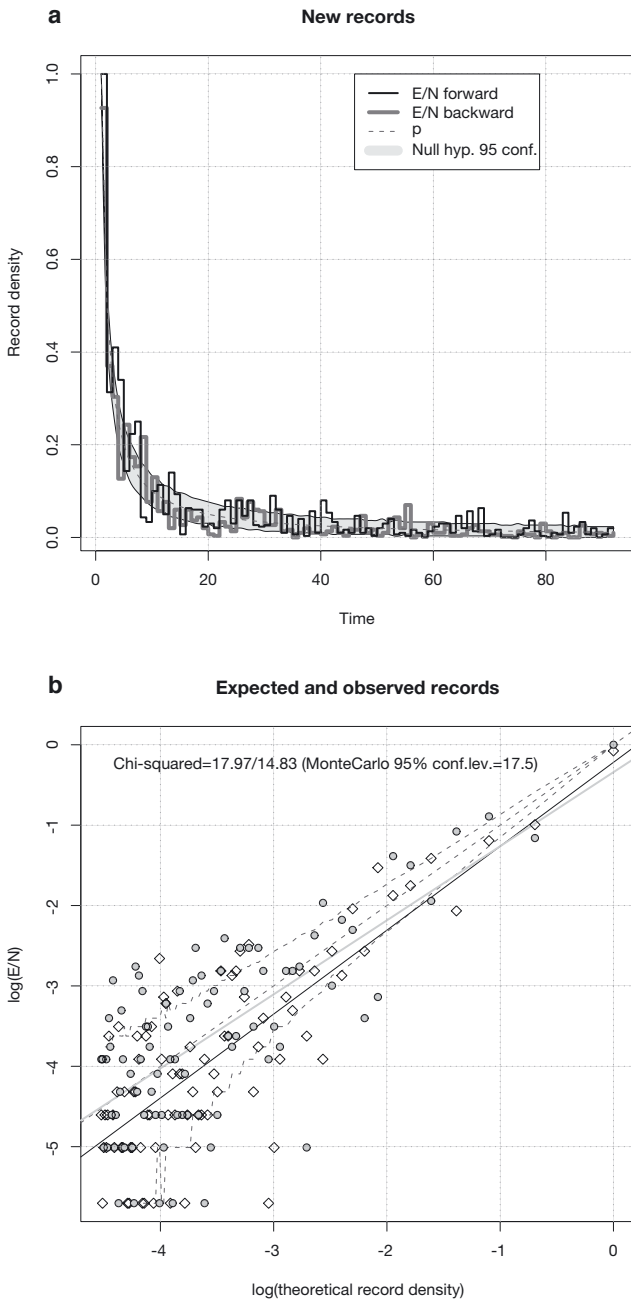 a
New records
E/N forward
E/N backward
p
Null hyp. 95 conf.
Record density
1.0
0.8
0.6
0.4
0.2
0.0
0 20 40 60 80
Time
b
Expected and observed records
Chi-squared=17.97/14.83 (MonteCarlo 95% conf.lev.=17.5)
log(E/N)
0
-1
-2
-3
-4
-5
-4 -3 -2 -1 0
log(theoretical record density)